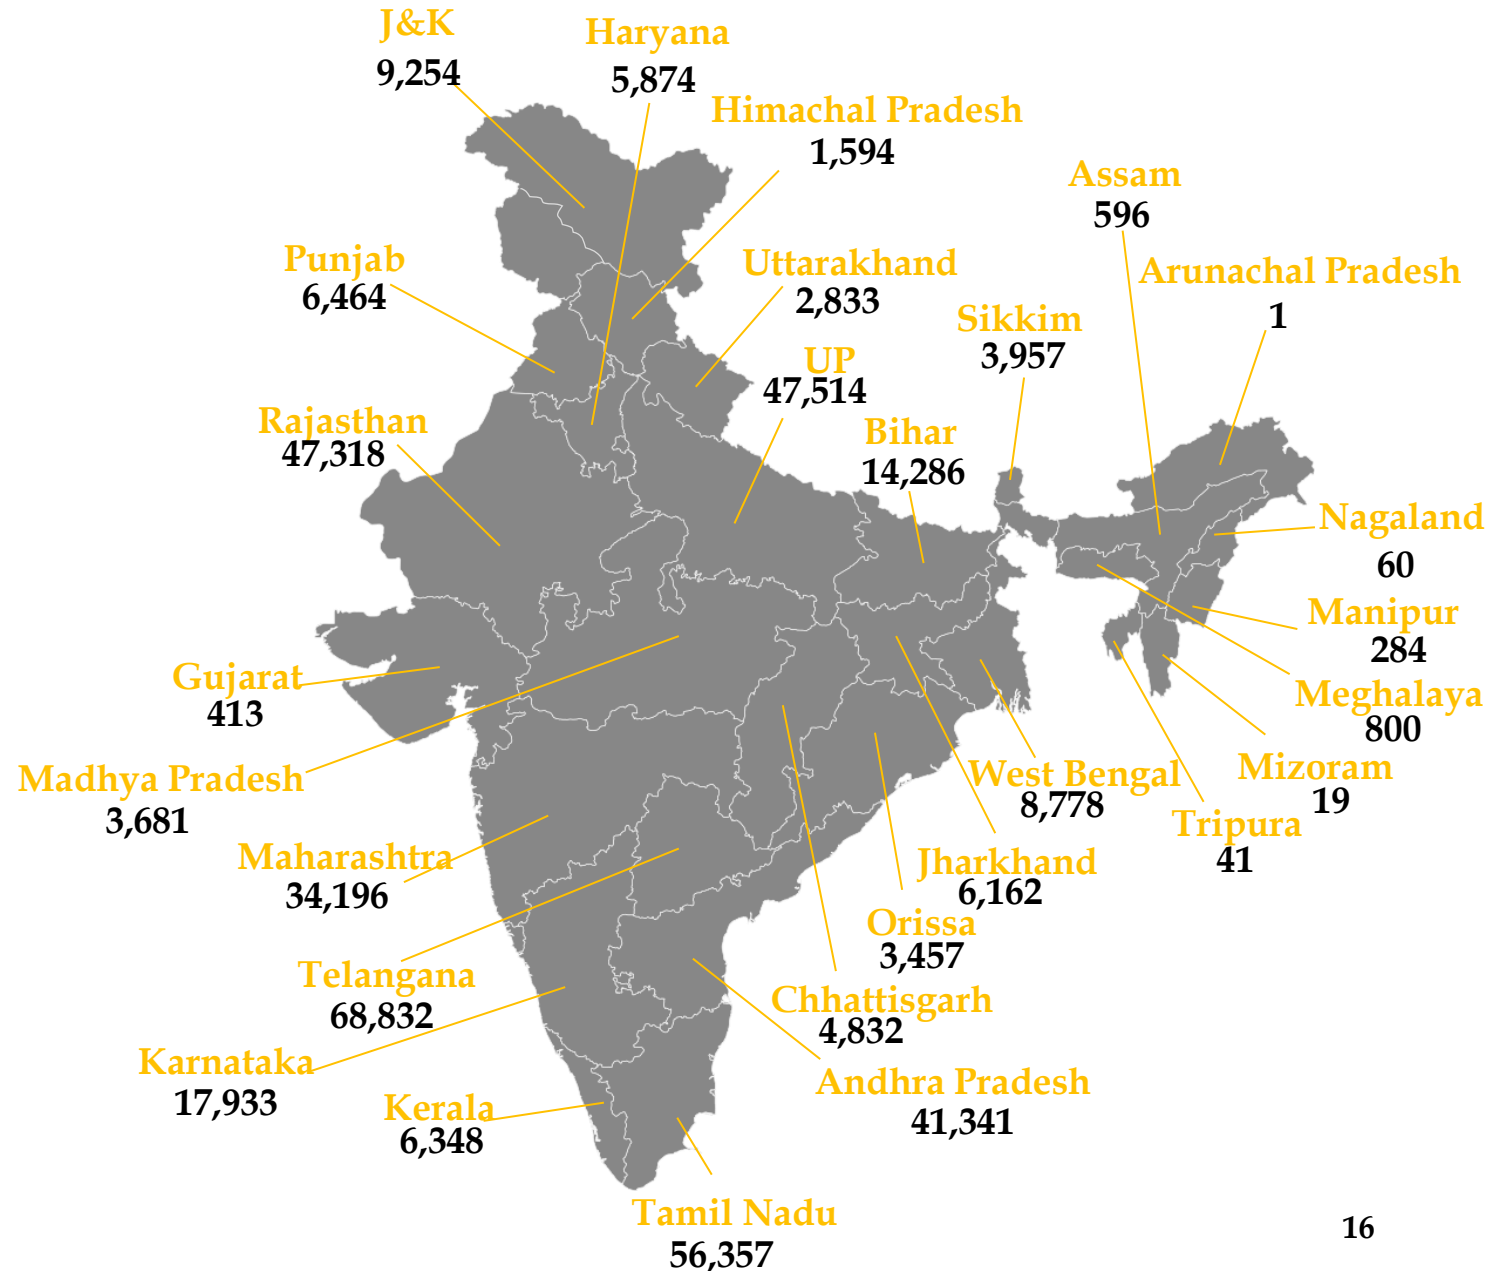 J&K
9,254
Haryana
5,874
Himachal Pradesh
1,594
Assam
596
Punjab
6,464
Uttarakhand
2,833
Arunachal Pradesh
1
Sikkim
3,957
UP
47,514
Rajasthan
47,318
Bihar
14,286
Nagaland
60
Manipur
284
Gujarat
413
Meghalaya
800
Madhya Pradesh
3,681
West Bengal
8,778
Mizoram
19
Tripura
41
Maharashtra
34,196
Jharkhand
6,162
Orissa
3,457
Telangana
68,832
Chhattisgarh
4,832
Karnataka
17,933
Andhra Pradesh
41,341
Kerala
6,348
Tamil Nadu
56,357
16